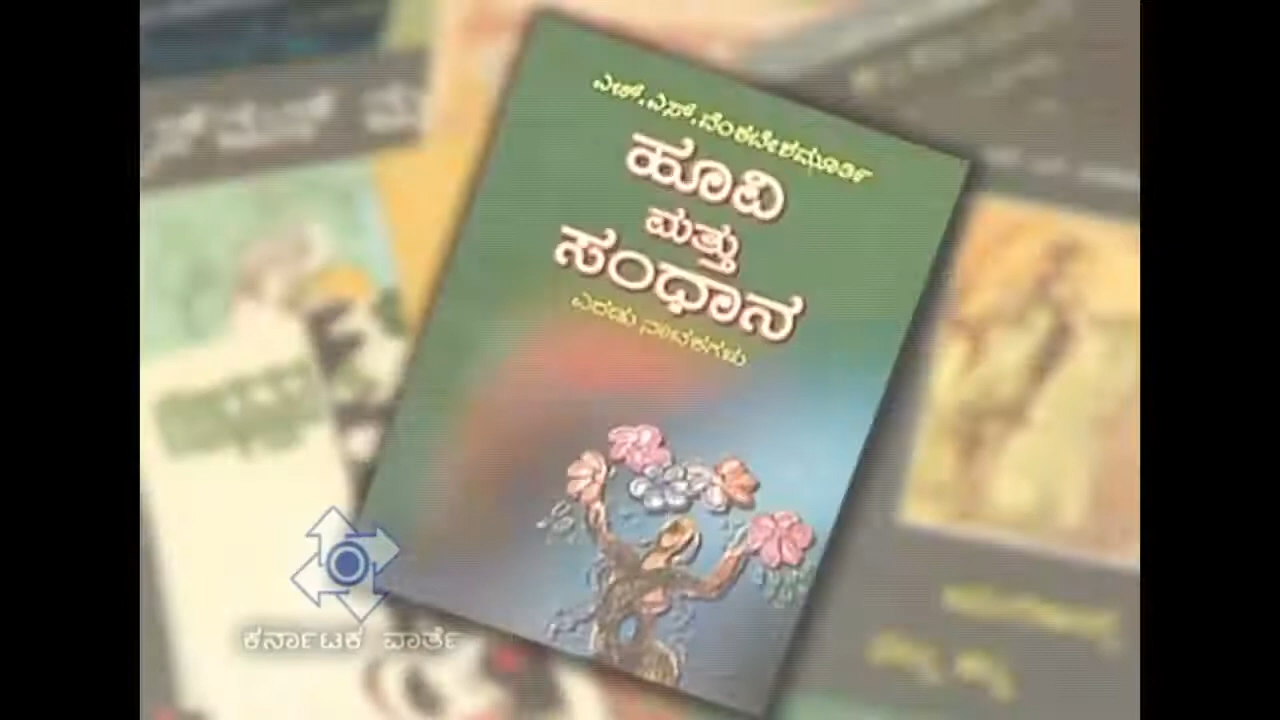 ಎಚ್.ಎಸ್.ವೆಂಕಟೇಶಮೂರ್ತಿ
ಹೂವಿ
ಮತ್ತು
ಸಂಧಾನ
ಎರಡು ನಾಟಕಗಳು
ಕರ್ನಾಟಕ ವಾರ್ತೆ